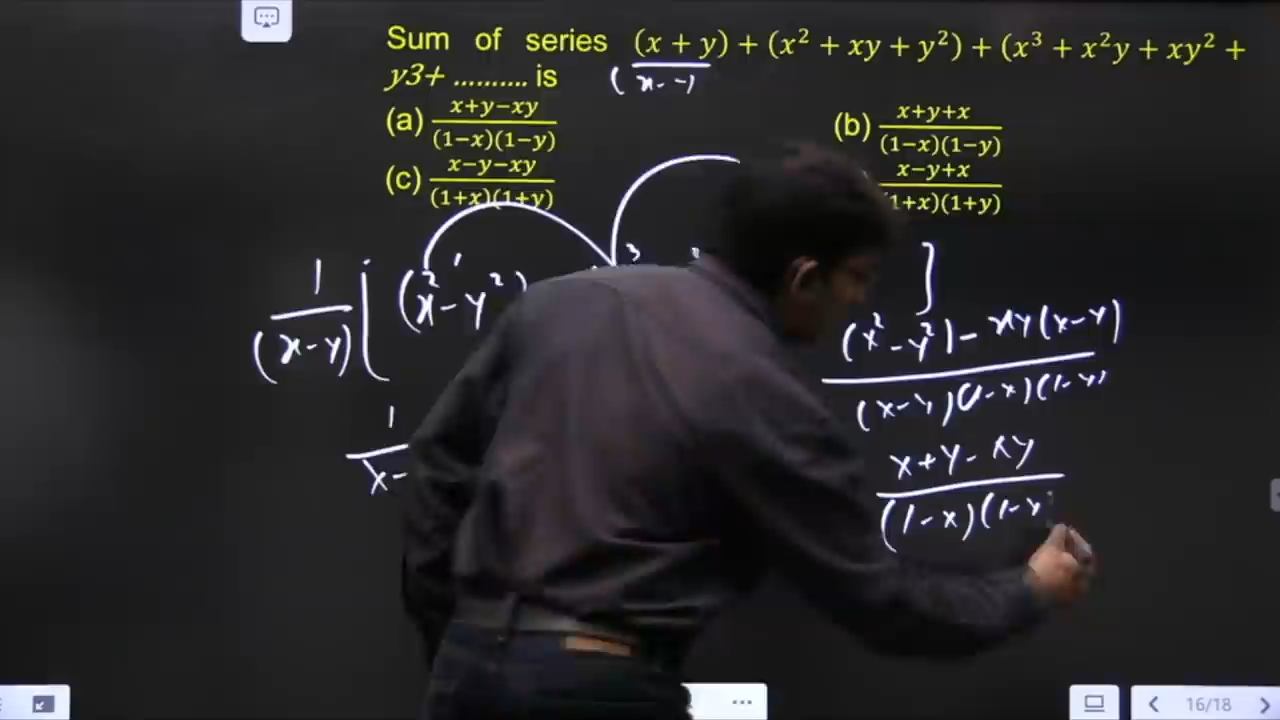 Sum of series (x + y) + (x² + xy + y²) + (x³ + x²y + xy² +
y3+ .......... is
(x-y)
(a) x+y−xy / (1−x)(1−y)
(b) x+y+x / (1−x)(1−y)
(c) x−y−xy / (1+x)(1+y)
x−y+x / 1+x)(1+y)
1 / (x-y) [ (x² - y²) ]
(x² - y²) - xy(x-y) / (x-y)(1-x)(1-y)
1 / x-
x+y-xy / (1-x)(1-y
16/18